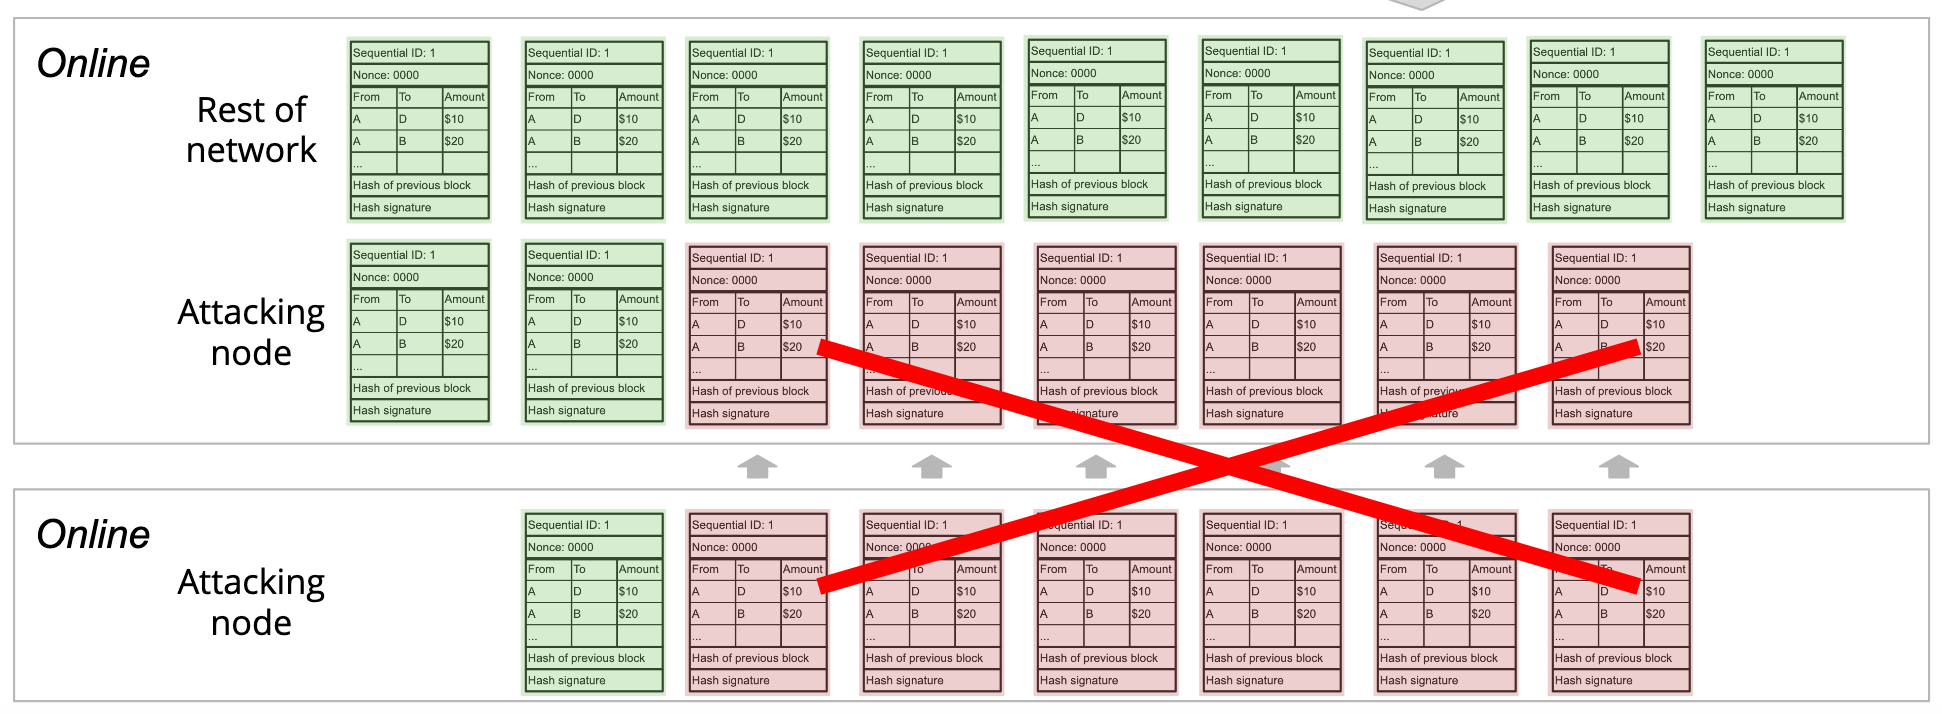 Online
Rest of
network
Sequential ID: 1
Nonce: 0000
From To Amount
A D $10
A B $20
...
Hash of previous block
Hash signature
Sequential ID: 1
Nonce: 0000
From To Amount
A D $10
A B $20
...
Hash of previous block
Hash signature
Sequential ID: 1
Nonce: 0000
From To Amount
A D $10
A B $20
...
Hash of previous block
Hash signature
Sequential ID: 1
Nonce: 0000
From To Amount
A D $10
A B $20
...
Hash of previous block
Hash signature
Sequential ID: 1
Nonce: 0000
From To Amount
A D $10
A B $20
...
Hash of previous block
Hash signature
Sequential ID: 1
Nonce: 0000
From To Amount
A D $10
A B $20
...
Hash of previous block
Hash signature
Sequential ID: 1
Nonce: 0000
From To Amount
A D $10
A B $20
...
Hash of previous block
Hash signature
Sequential ID: 1
Nonce: 0000
From To Amount
A D $10
A B $20
...
Hash of previous block
Hash signature
Sequential ID: 1
Nonce: 0000
From To Amount
A D $10
A B $20
...
Hash of previous block
Hash signature
Attacking
node
Sequential ID: 1
Nonce: 0000
From To Amount
A D $10
A B $20
...
Hash of previous block
Hash signature
Sequential ID: 1
Nonce: 0000
From To Amount
A D $10
A B $20
...
Hash of previous block
Hash signature
Sequential ID: 1
Nonce: 0000
From To Amount
A D $10
A B $20
...
Hash of previous block
Hash signature
Sequential ID: 1
Nonce: 0000
From To Amount
A D $10
A B $20
...
Hash of previous block
Hash signature
Sequential ID: 1
Nonce: 0000
From To Amount
A D $10
A B $20
...
Hash of previous block
signature
Sequential ID: 1
Nonce: 0000
From To Amount
A D $10
A B $20
...
Hash of previous block
Hash signature
Sequential ID: 1
Nonce: 0000
From To Amount
A D $10
A B $20
...
Hash of previous block
Sequential ID: 1
Nonce: 0000
From To Amount
A D $10
A B $20
...
Hash of previous block
Hash signature
Online
Attacking
node
Sequential ID: 1
Nonce: 0000
From To Amount
A D $10
A B $20
...
Hash of previous block
Hash signature
Sequential ID: 1
Nonce: 0000
From To Amount
A D $10
A B $20
...
Hash of previous block
Hash signature
Sequential ID: 1
Nonce: 0000
To Amount
A D $10
A B $20
...
Hash of previous block
Hash signature
Sequential ID: 1
Nonce: 0000
From To Amount
A D $10
A B $20
...
Hash of previous block
Hash signature
Sequential ID: 1
Nonce: 0000
From To Amount
A D $10
A B $20
...
Hash of previous block
Hash signature
Sequential ID: 1
Nonce: 0000
From To Amount
A D $10
A B $20
...
Hash of previous block
Hash signature
Sequential ID: 1
Nonce: 0000
To Amount
A D $10
A B $20
...
Hash of previous block
Hash signature